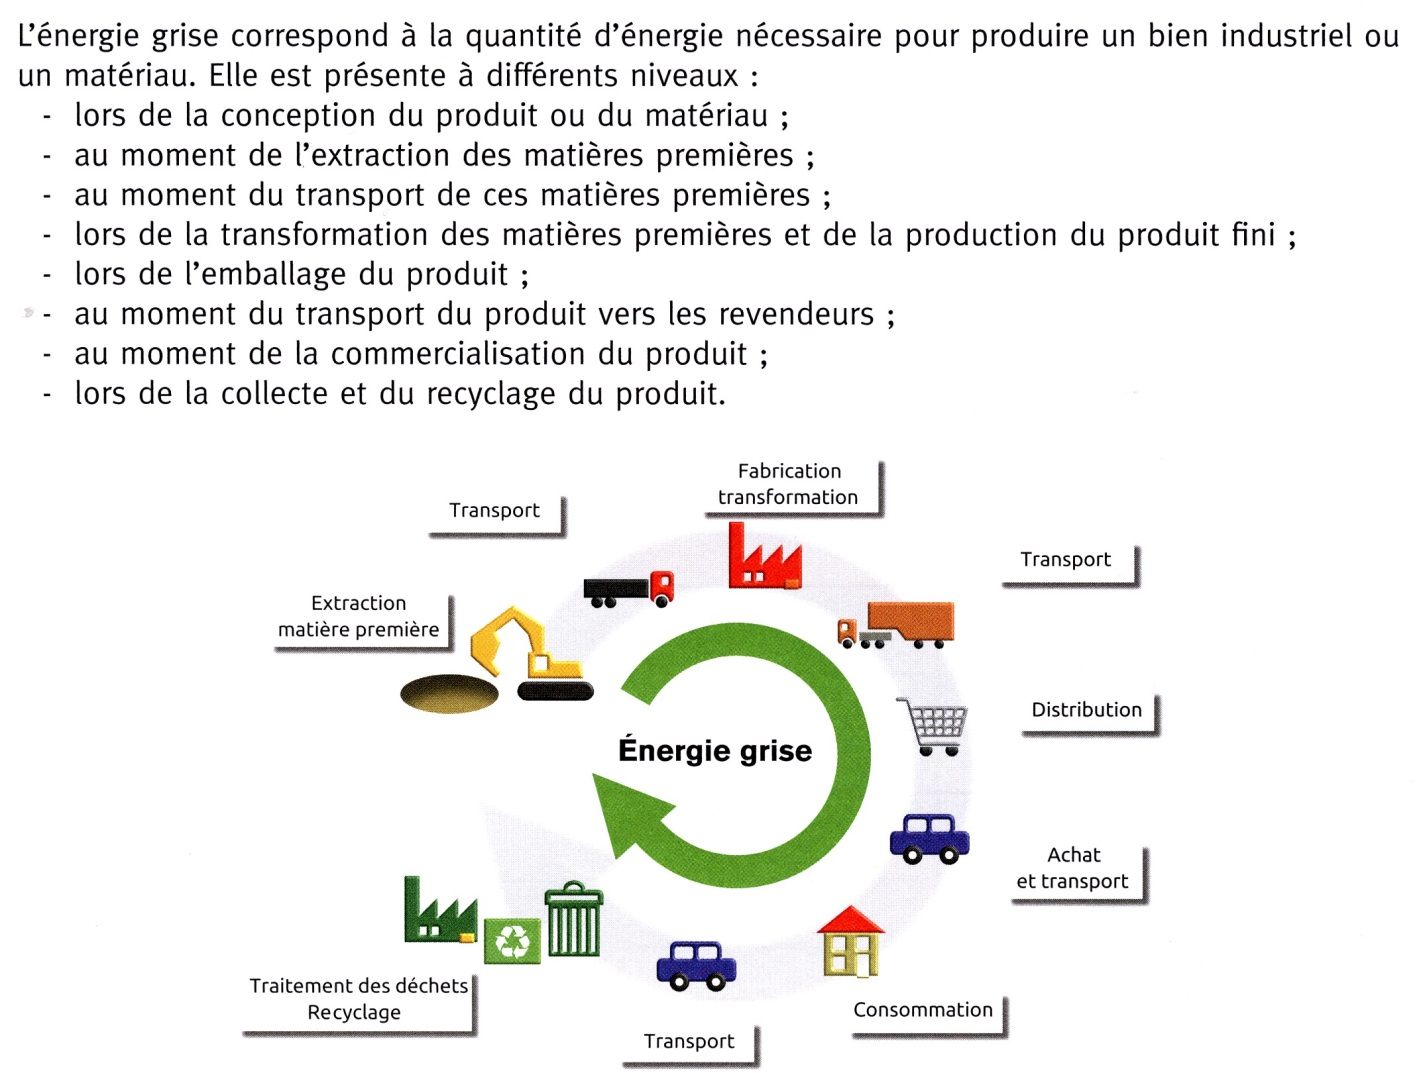 L'énergie grise correspond à la quantité d'énergie nécessaire pour produire un bien industriel ou
un matériau. Elle est présente à différents niveaux :
- lors de la conception du produit ou du matériau ;
- au moment de l'extraction des matières premières ;
- au moment du transport de ces matières premières ;
- lors de la transformation des matières premières et de la production du produit fini ;
- lors de l'emballage du produit ;
- au moment du transport du produit vers les revendeurs ;
- au moment de la commercialisation du produit ;
- lors de la collecte et du recyclage du produit.
Fabrication
transformation
Transport
Transport
Extraction
matière première
Distribution
Énergie grise
Achat
et transport
Traitement des déchets
Recyclage
Consommation
Transport